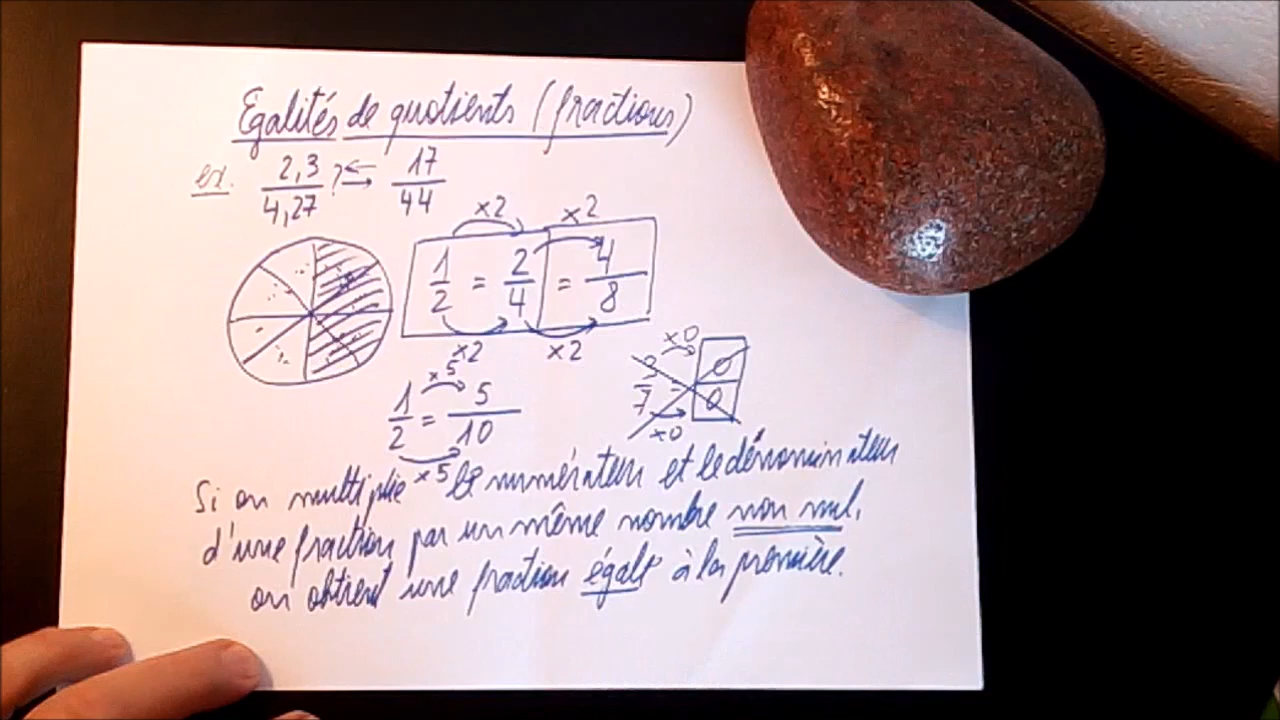 Egalités de quotients (fractions)
ex. 2,3/4,27 ? 17/44
×2 ×2
1/2 = 2/4 = 4/8
×2 ×2
×0
3/7 = 0/0
×0
×5
1/2 = 5/10
×5
Si on multiplie le numérateur et le dénominateur
d'une fraction par un même nombre non nul,
on obtient une fraction égale à la première.